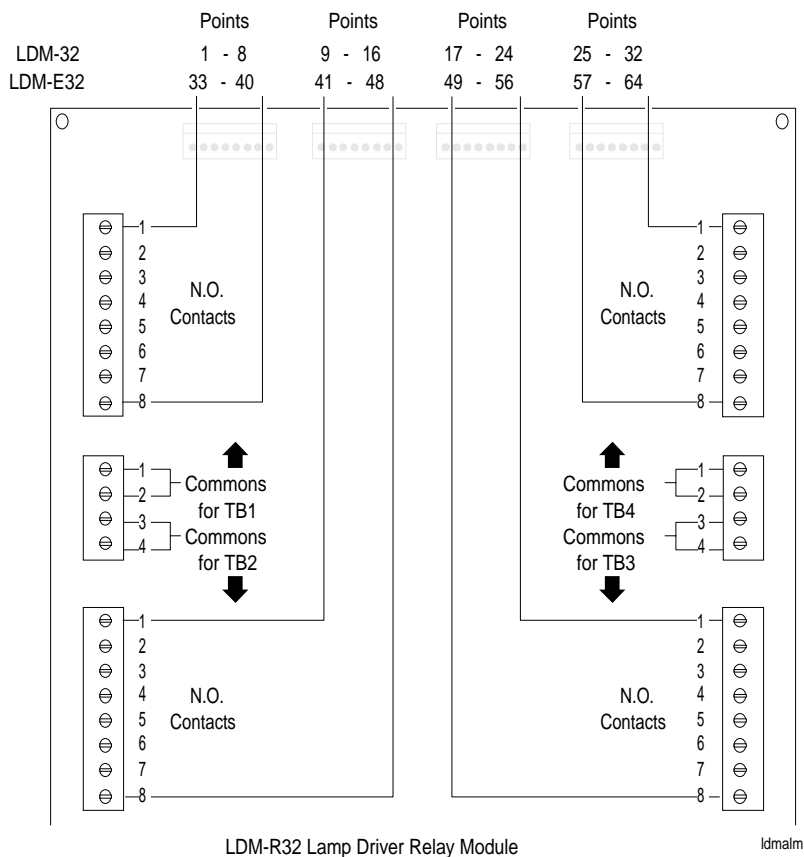 Points Points Points Points
LDM-32 1 - 8 9 - 16 17 - 24 25 - 32
LDM-E32 33 - 40 41 - 48 49 - 56 57 - 64
1 1
2 2
3 3
N.O. N.O.
4 4
Contacts Contacts
5 5
6 6
7 7
8 8
1 1
Commons Commons
2 2
for TB1 for TB4
3 3
Commons Commons
4 4
for TB2 for TB3
1 1
2 2
3 3
4 N.O. N.O. 4
5 Contacts Contacts 5
6 6
7 7
8 8
LDM-R32 Lamp Driver Relay Module ldmalm